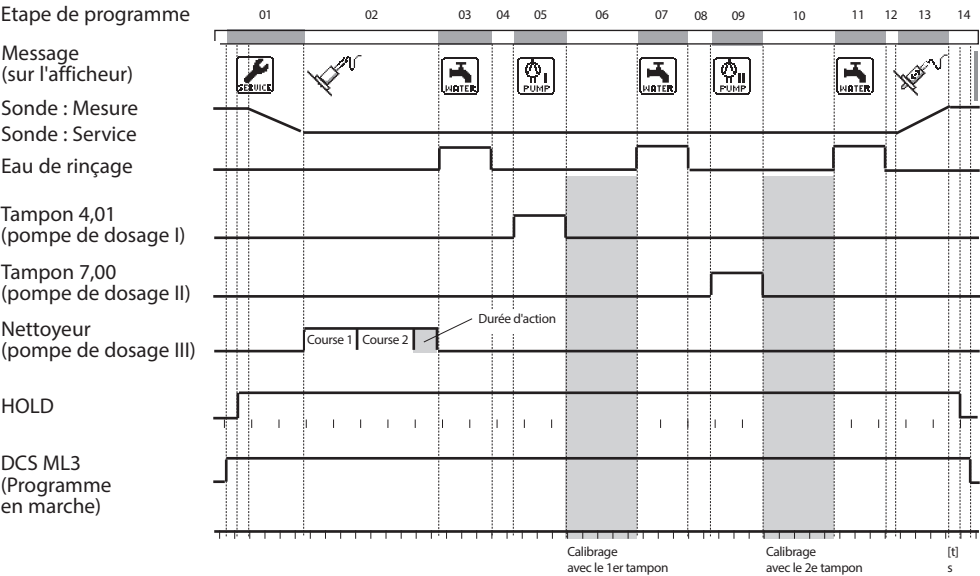 Etape de programme
01 02 03 04 05 06 07 08 09 10 11 12 13 14
Message
(sur l'afficheur)
SERVICE WATER PUMP I WATER PUMP II WATER
Sonde : Mesure
Sonde : Service
Eau de rinçage
Tampon 4,01
(pompe de dosage I)
Tampon 7,00
(pompe de dosage II)
Durée d'action
Nettoyeur
Course 1 Course 2
(pompe de dosage III)
HOLD
DCS ML3
(Programme
en marche)
Calibrage
avec le 1er tampon
Calibrage
avec le 2e tampon
[t]
s